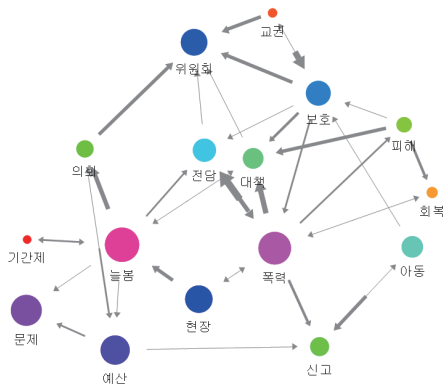 교권
위원회
보호
피해
의회
전담
대책
회복
기간제
늘봄
폭력
아동
현장
문제
예산
신고